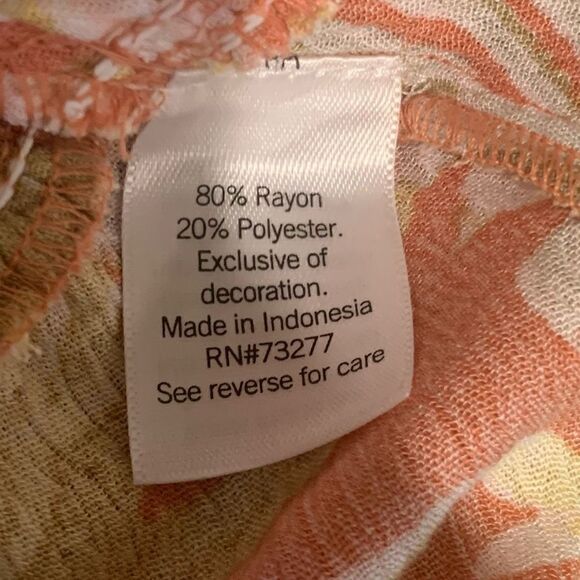 80% Rayon
20% Polyester.
Exclusive of
decoration.
Made in Indonesia
RN#73277
See reverse for care